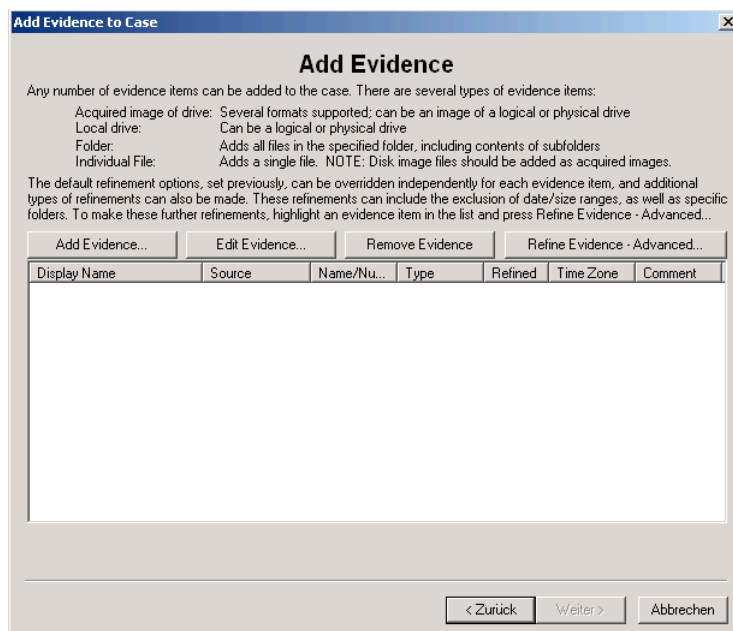 Add Evidence to Case
Add Evidence
Any number of evidence items can be added to the case. There are several types of evidence items:
Acquired image of drive: Several formats supported; can be an image of a logical or physical drive
Local drive: Can be a logical or physical drive
Folder: Adds all files in the specified folder, including contents of subfolders
Individual File: Adds a single file. NOTE: Disk image files should be added as acquired images.
The default refinement options, set previously, can be overridden independently for each evidence item, and additional
types of refinements can also be made. These refinements can include the exclusion of date/size ranges, as well as specific
folders. To make these further refinements, highlight an evidence item in the list and press Refine Evidence - Advanced...
Add Evidence... Edit Evidence... Remove Evidence Refine Evidence - Advanced...
Display Name Source Name/Nu... Type Refined Time Zone Comment
< Zurück Weiter > Abbrechen